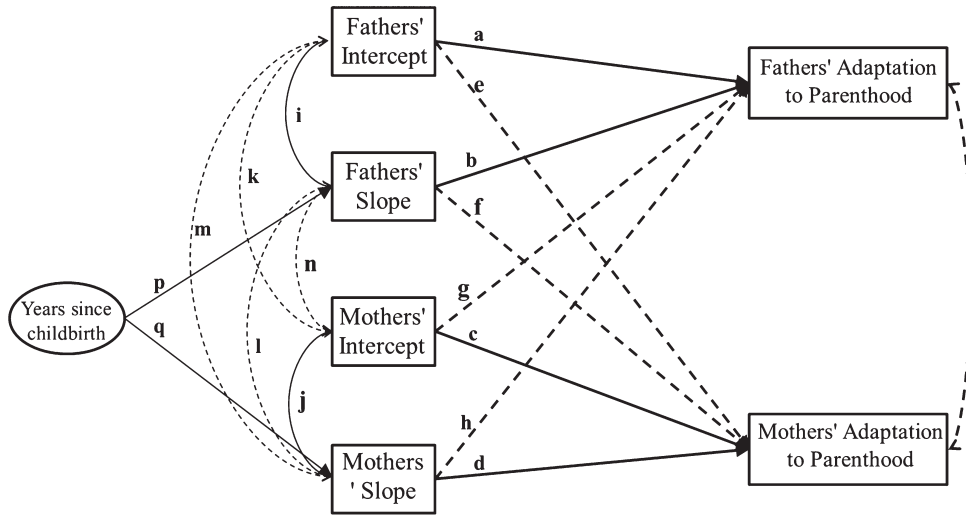 Fathers'
Intercept
a
e
Fathers' Adaptation
to Parenthood
i
k
Fathers'
Slope
b
f
m
n
p
g
Years since
childbirth
q
Mothers'
Intercept
c
l
j
h
Mothers
' Slope
d
Mothers' Adaptation
to Parenthood